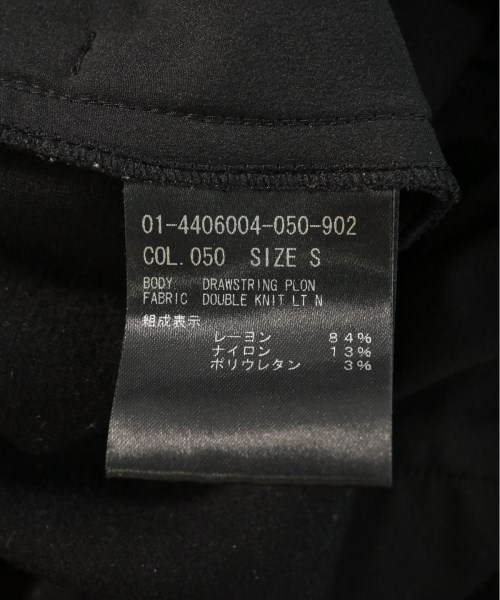 01-4406004-050-902
COL.050 SIZE S
BODY DRAWSTRING PLON
FABRIC DOUBLE KNIT LT N
組成表示
レーヨン 84%
ナイロン 13%
ポリウレタン 3%